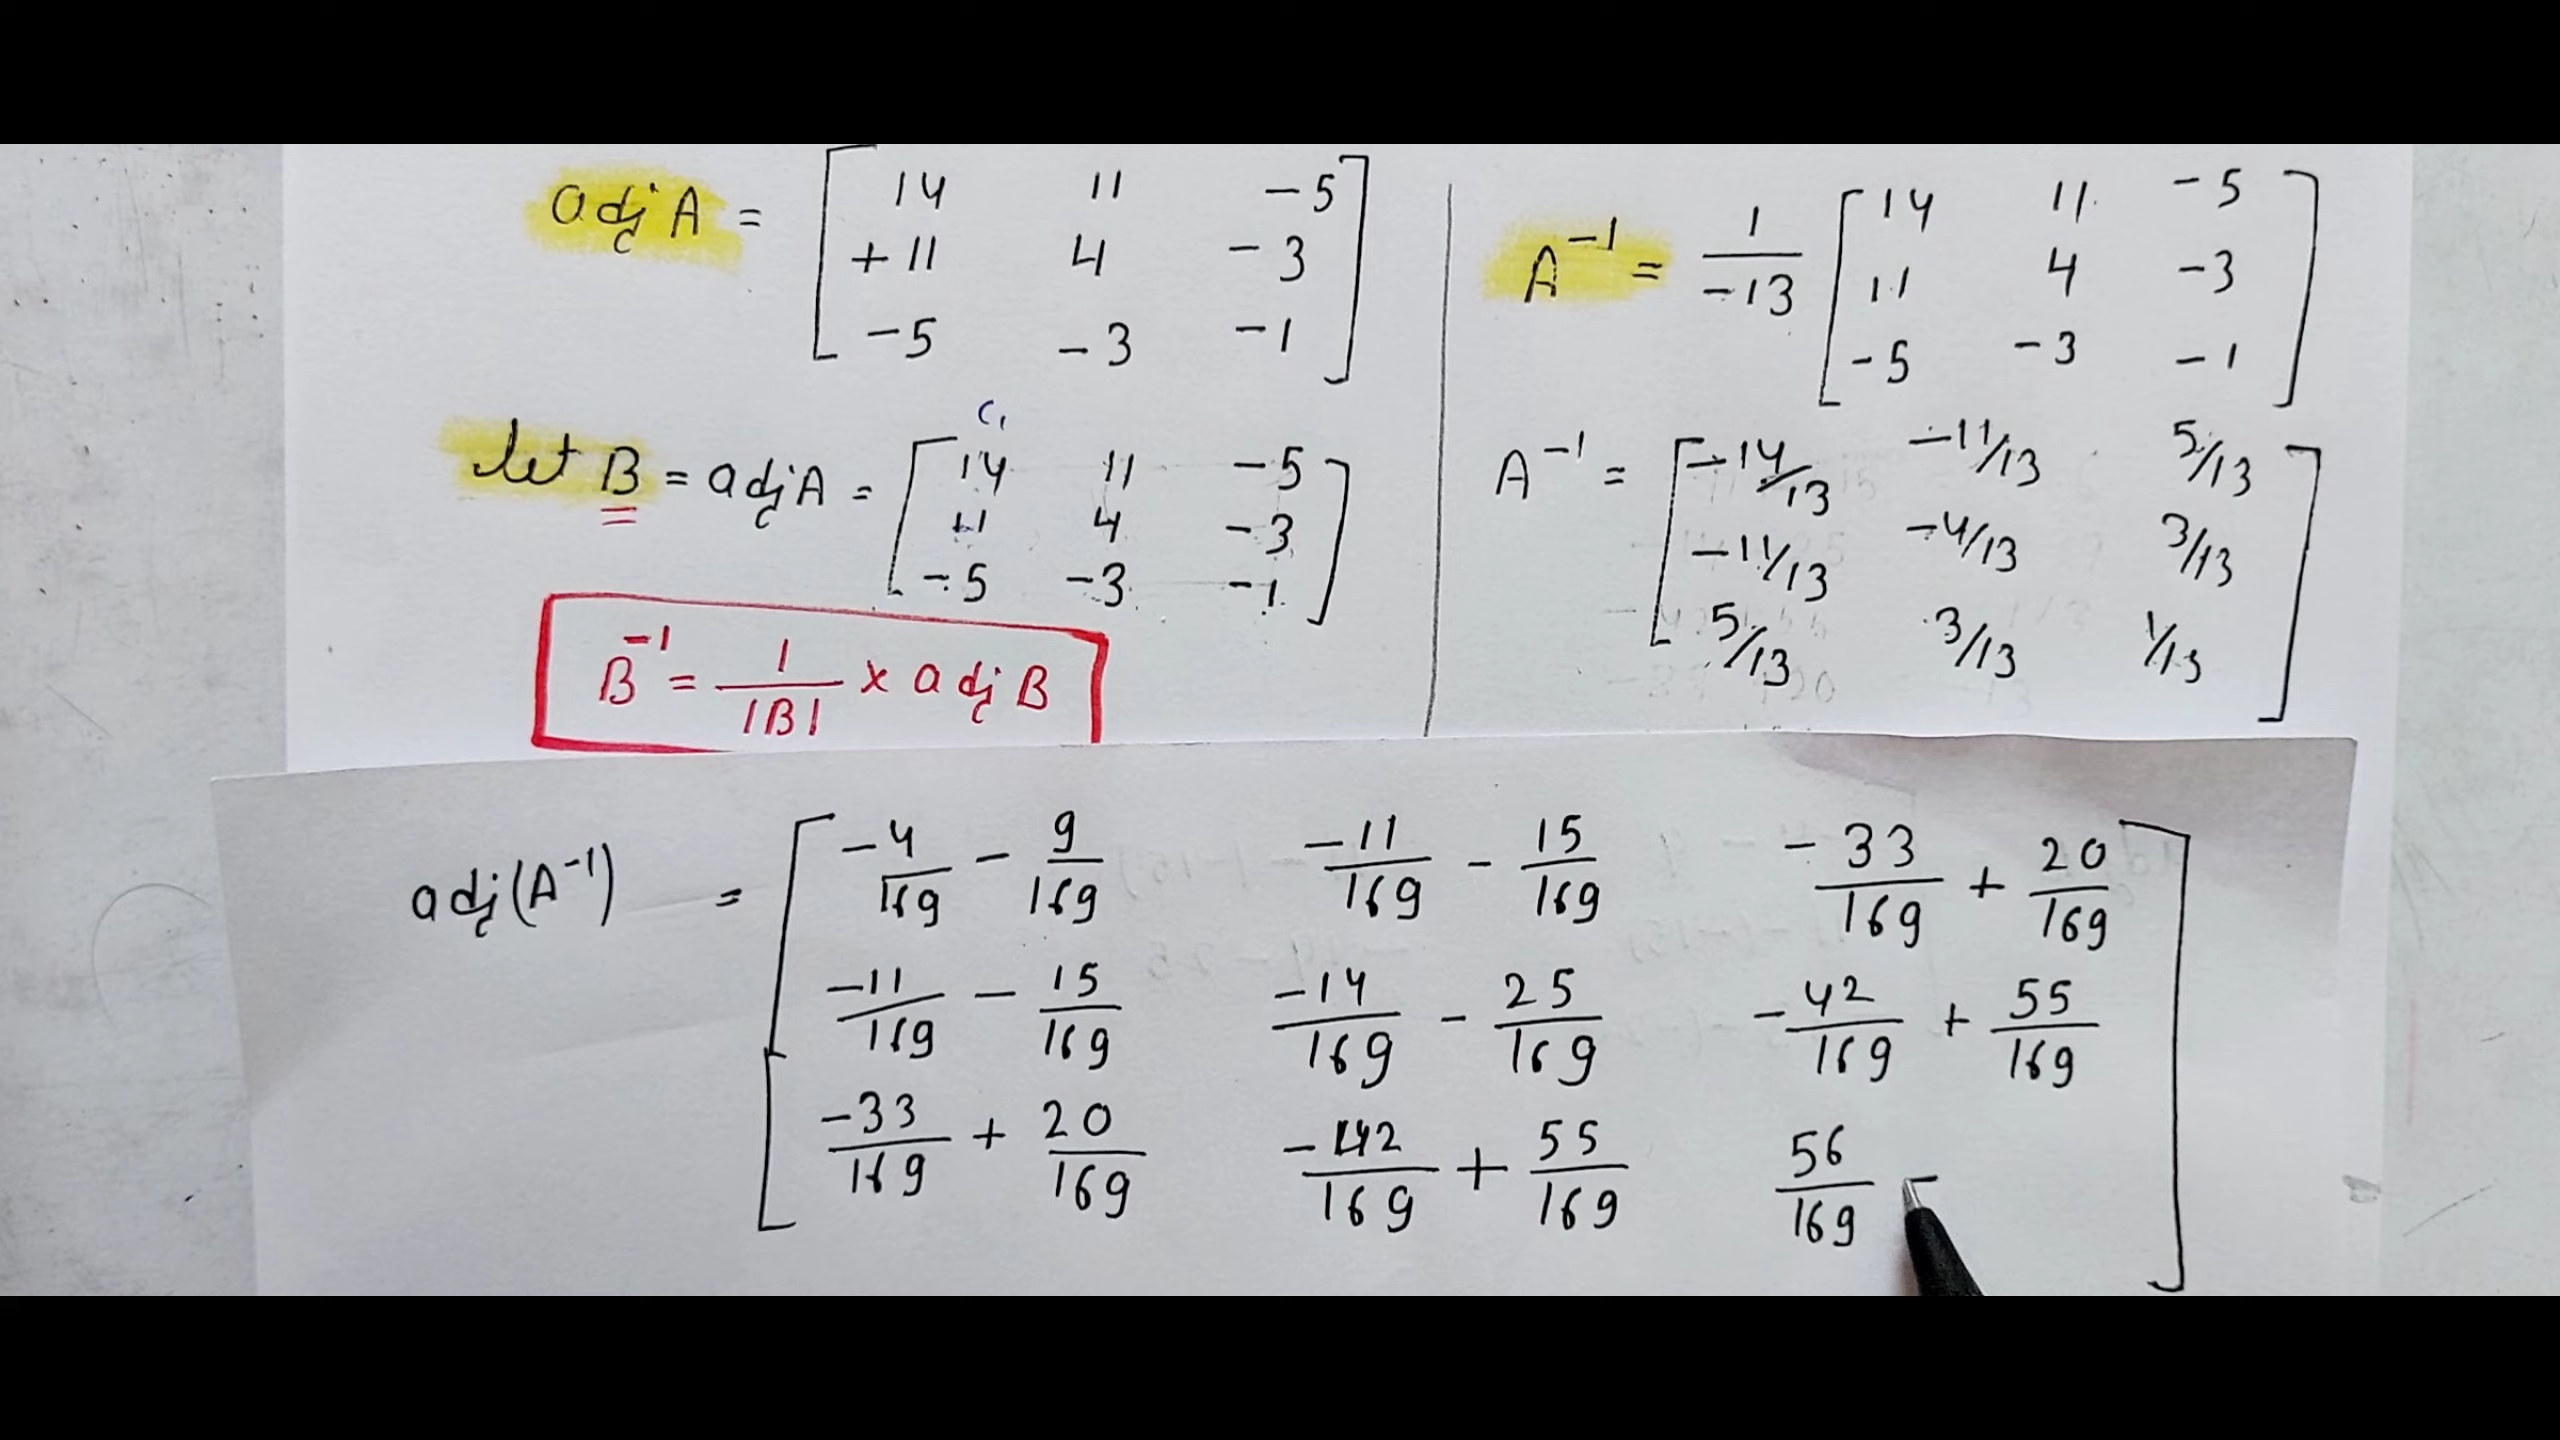 adj A = [ 14 11 -5
+11 4 -3
-5 -3 -1 ]
let B = adj A = [ 14 11 -5
11 4 -3
-5 -3 -1 ]
C₁
B⁻¹ = 1/|B| × adj B
A⁻¹ = 1/-13 [ 14 11 -5
11 4 -3
-5 -3 -1 ]
A⁻¹ = [ -14/13 -11/13 5/13
-11/13 -4/13 3/13
5/13 3/13 1/13 ]
adj(A⁻¹) = [ -4/169 - 9/169 -11/169 - 15/169 -33/169 + 20/169
-11/169 - 15/169 -14/169 - 25/169 -42/169 + 55/169
-33/169 + 20/169 -42/169 + 55/169 56/169 - ]